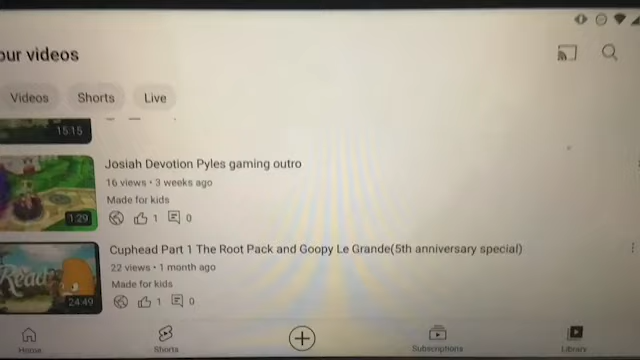 our videos
Videos
Shorts
Live
15:15
Josiah Devotion Pyles gaming outro
16 views • 3 weeks ago
Made for kids
1:29
1
0
Cuphead Part 1 The Root Pack and Goopy Le Grande(5th anniversary special)
22 views • 1 month ago
Read
Made for kids
24:49
1
0
Home
Shorts
Subscriptions
Library